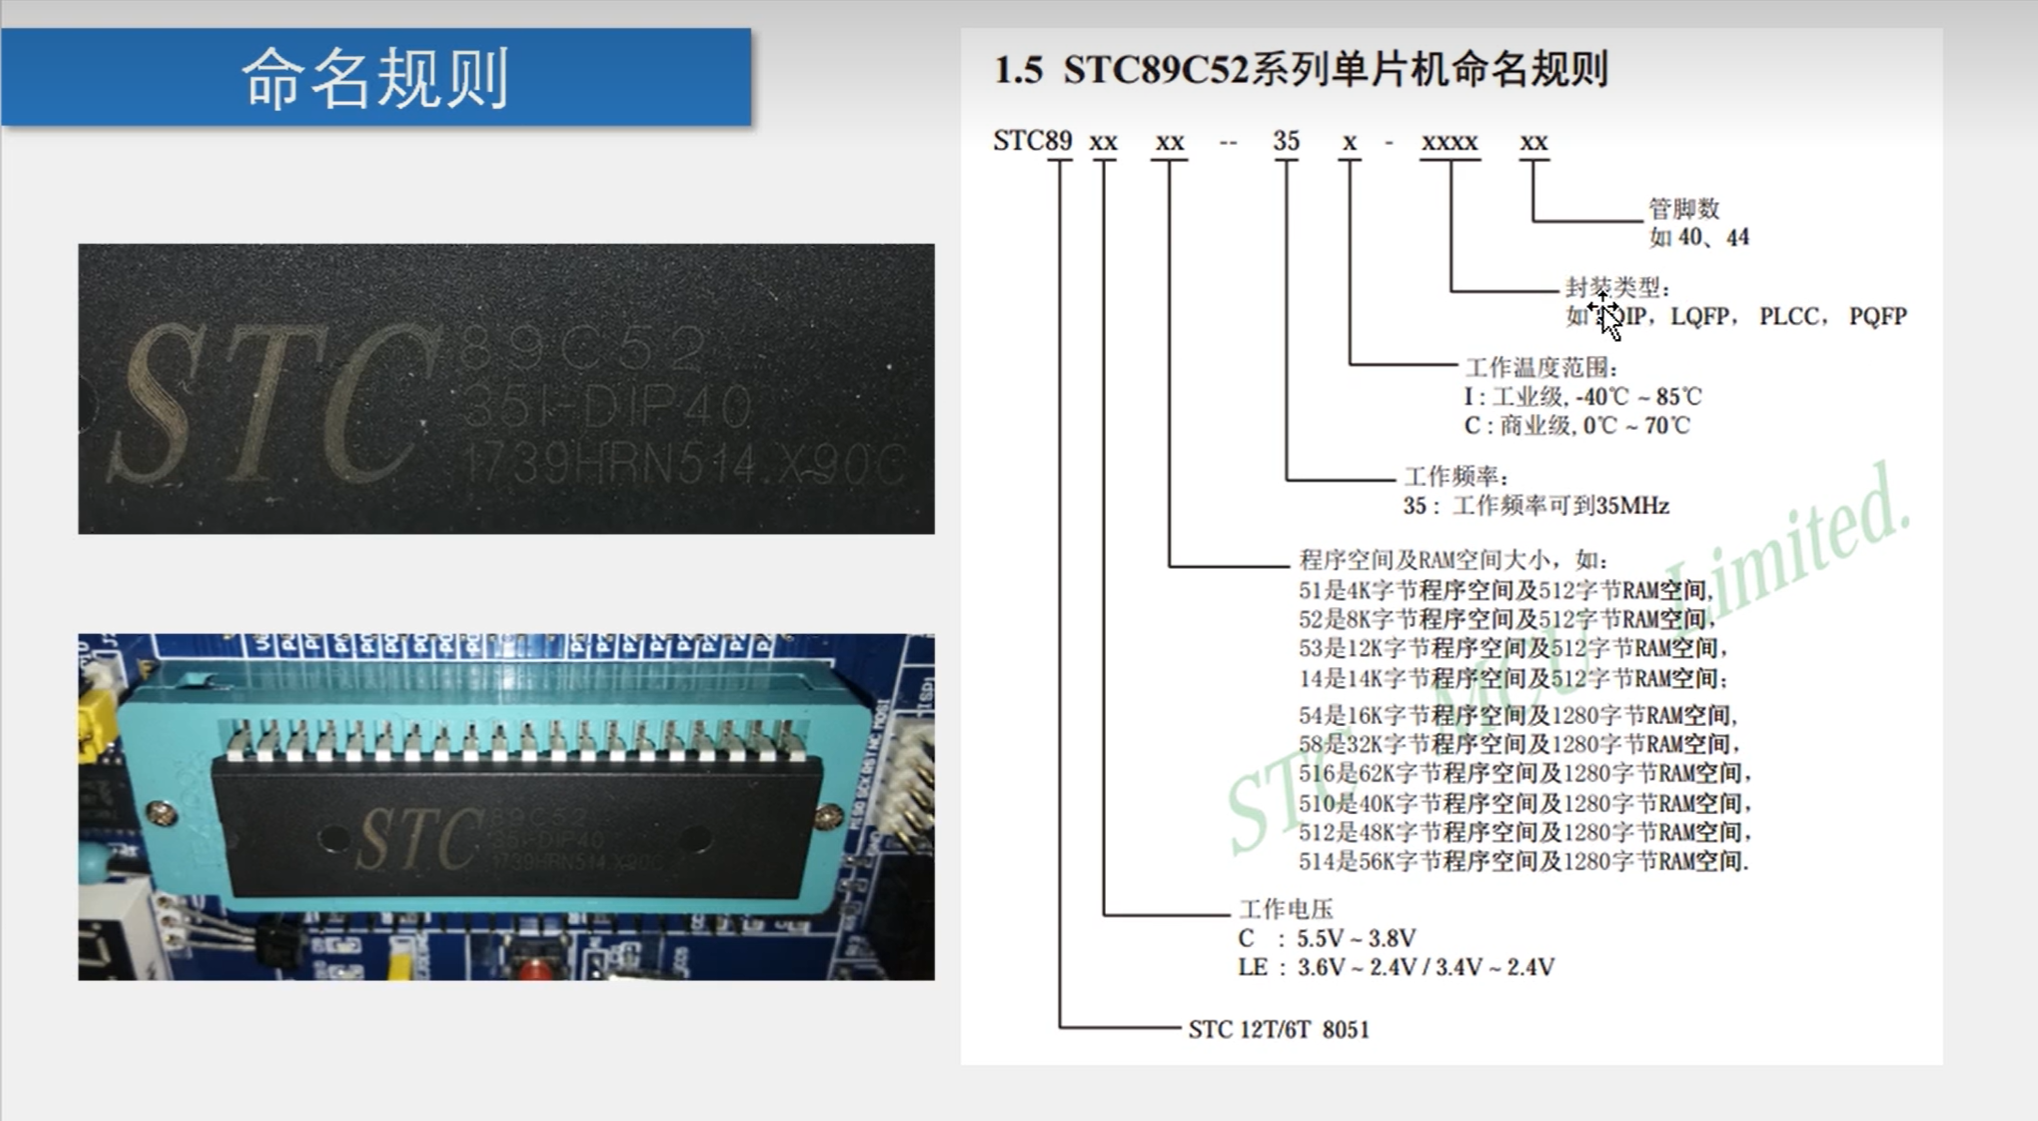 命名规则
STC 89C52
35I-DIP40
1739HRN514.X90C
STC 89C52
35I-DIP40
1739HRN514.X90C
1.5 STC89C52系列单片机命名规则
STC89 xx xx -- 35 x - xxxx xx
管脚数
如 40、44
封装类型:
如 DIP, LQFP, PLCC, PQFP
工作温度范围:
I : 工业级, -40℃ ~ 85℃
C : 商业级, 0℃ ~ 70℃
工作频率:
35 : 工作频率可到35MHz
程序空间及RAM空间大小, 如:
51是4K字节程序空间及512字节RAM空间,
52是8K字节程序空间及512字节RAM空间,
53是12K字节程序空间及512字节RAM空间,
14是14K字节程序空间及512字节RAM空间;
54是16K字节程序空间及1280字节RAM空间,
58是32K字节程序空间及1280字节RAM空间,
516是62K字节程序空间及1280字节RAM空间,
510是40K字节程序空间及1280字节RAM空间,
512是48K字节程序空间及1280字节RAM空间,
514是56K字节程序空间及1280字节RAM空间.
工作电压
C : 5.5V ~ 3.8V
LE : 3.6V ~ 2.4V / 3.4V ~ 2.4V
STC 12T/6T 8051
STC MCU Limited.